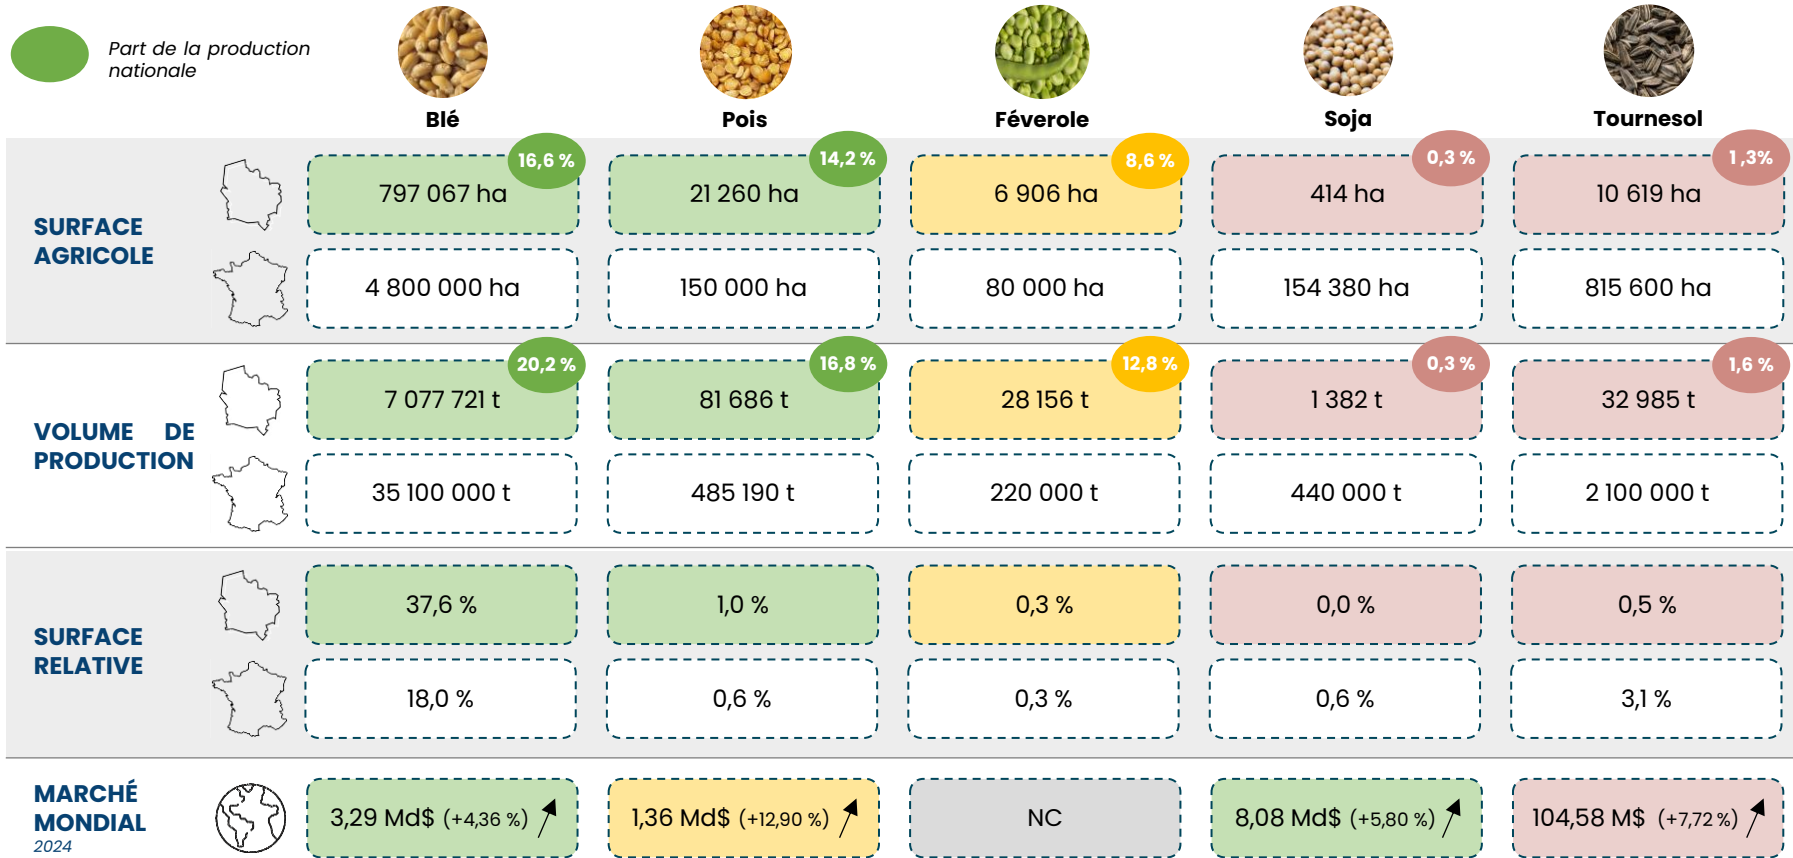 Part de la production
nationale
Blé
Pois
Féverole
Soja
Tournesol
SURFACE
AGRICOLE
16,6 %
14,2 %
8,6 %
0,3 %
1 ,3%
797 067 ha
21 260 ha
6 906 ha
414 ha
10 619 ha
4 800 000 ha
150 000 ha
80 000 ha
154 380 ha
815 600 ha
VOLUME DE
PRODUCTION
20,2 %
16,8 %
12,8 %
0,3 %
1,6 %
7 077 721 t
81 686 t
28 156 t
1 382 t
32 985 t
35 100 000 t
485 190 t
220 000 t
440 000 t
2 100 000 t
SURFACE
RELATIVE
37,6 %
1,0 %
0,3 %
0,0 %
0,5 %
18,0 %
0,6 %
0,3 %
0,6 %
3,1 %
MARCHÉ
MONDIAL
2024
3,29 Md$ (+4,36 %)
1,36 Md$ (+12,90 %)
NC
8,08 Md$ (+5,80 %)
104,58 M$ (+7,72 %)